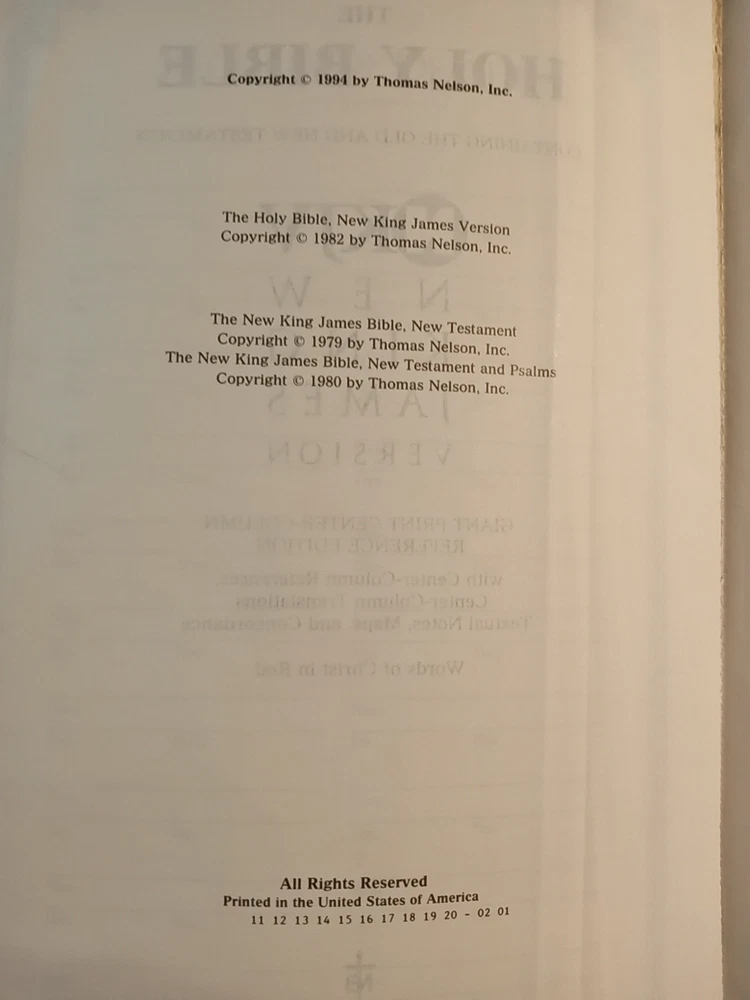 Copyright © 1994 by Thomas Nelson, Inc.
The Holy Bible, New King James Version
Copyright © 1982 by Thomas Nelson, Inc.
The New King James Bible, New Testament
Copyright © 1979 by Thomas Nelson, Inc.
The New King James Bible, New Testament and Psalms
Copyright © 1980 by Thomas Nelson, Inc.
All Rights Reserved
Printed in the United States of America
11 12 13 14 15 16 17 18 19 20 - 02 01